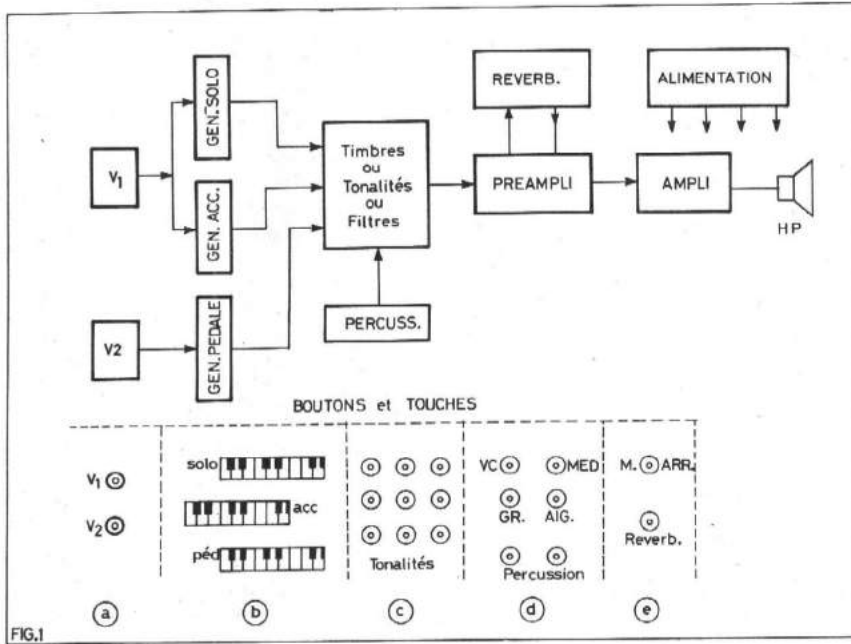 GEN. SOLO
REVERB.
ALIMENTATION
V1
Timbres
ou
Tonalités
ou
Filtres
PREAMPLI
AMPLI
HP
GEN. ACC.
V2
GEN. PEDALE
PERCUSS.
BOUTONS et TOUCHES
V1
V2
solo
acc
péd
Tonalités
VC
MED
GR.
AIG.
Percussion
M.
ARR.
Reverb.
a
b
c
d
e
FIG.1